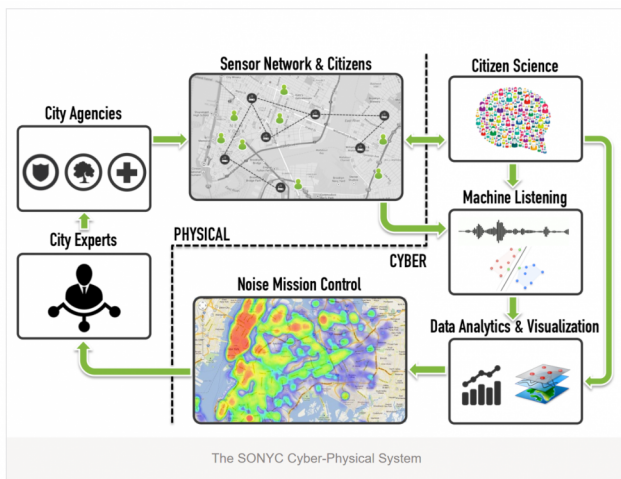 Sensor Network & Citizens
Citizen Science
City Agencies
Machine Listening
City Experts
PHYSICAL
CYBER
Noise Mission Control
Data Analytics & Visualization
The SONYC Cyber-Physical System